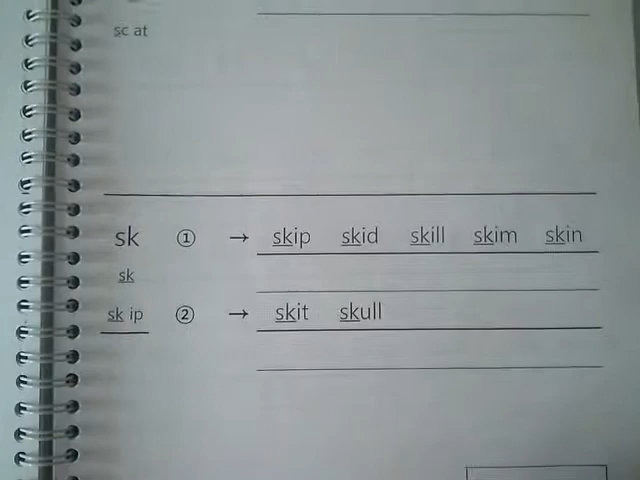 sc at
sk ① → skip skid skill skim skin
sk
sk ip ② → skit skull